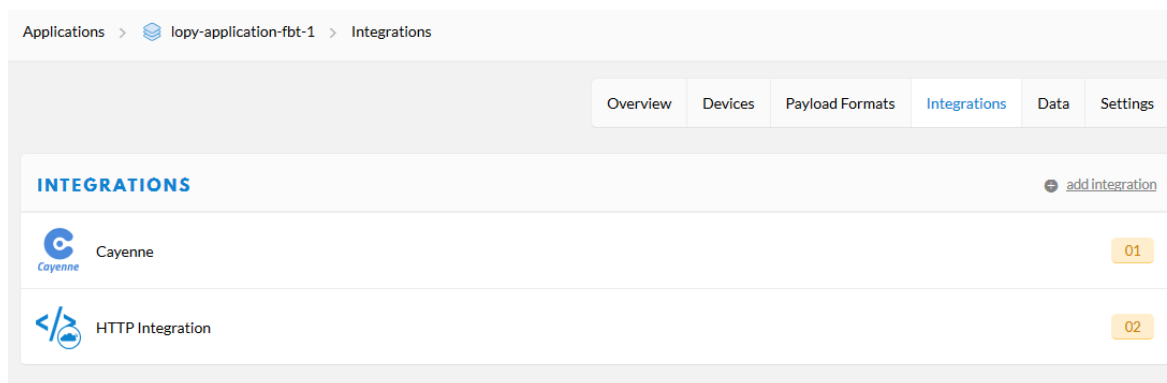 Applications > lopy-application-fbt-1 > Integrations
Overview Devices Payload Formats Integrations Data Settings
INTEGRATIONS add integration
Cayenne Cayenne 01
HTTP Integration 02